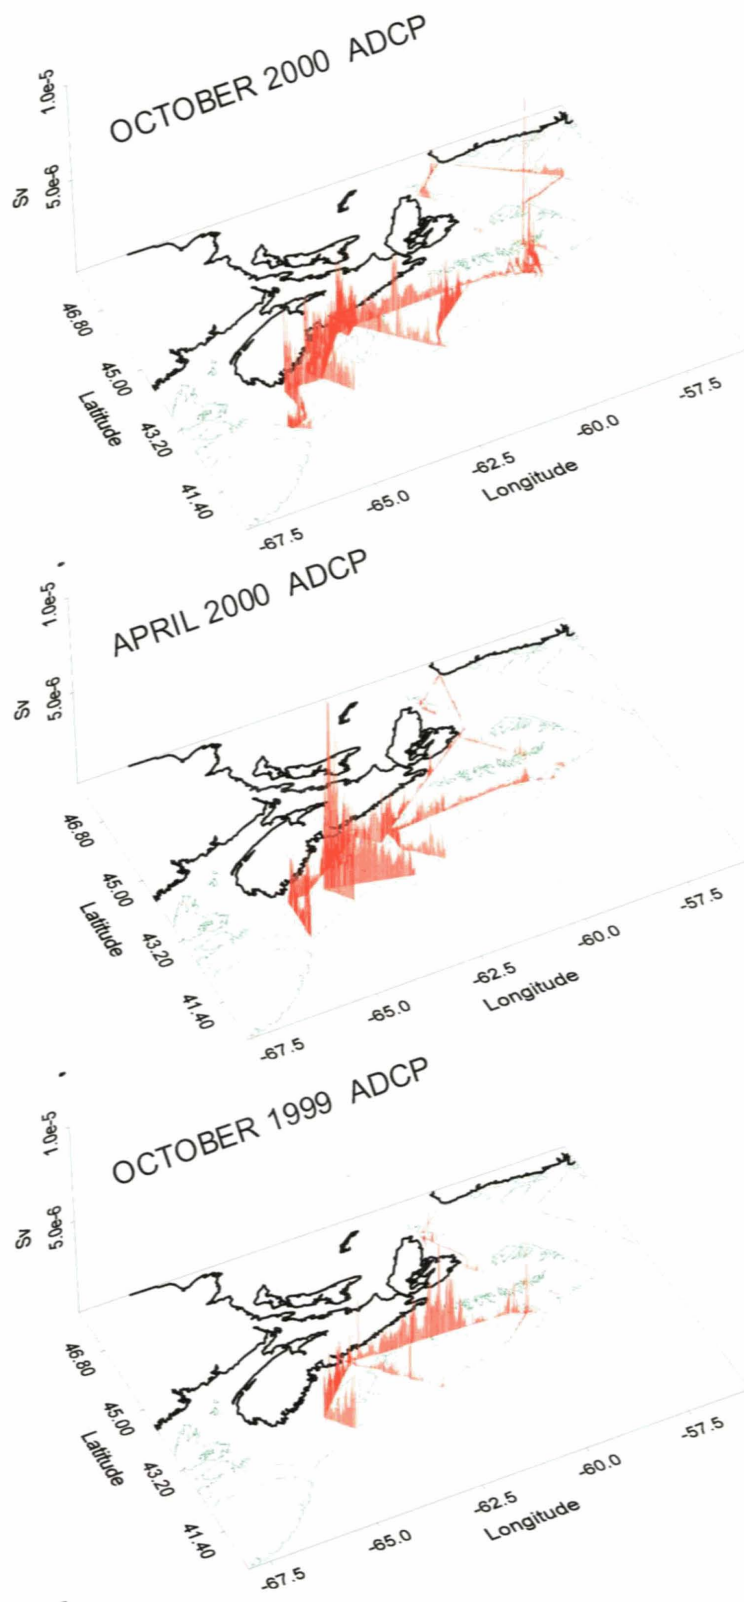 OCTOBER 2000 ADCP
1.0e-5
5.0e-6
Sv
46.80
45.00
43.20
41.40
Latitude
-67.5
-65.0
-62.5
-60.0
-57.5
Longitude
APRIL 2000 ADCP
1.0e-5
5.0e-6
Sv
46.80
45.00
43.20
41.40
Latitude
-67.5
-65.0
-62.5
-60.0
-57.5
Longitude
OCTOBER 1999 ADCP
1.0e-5
5.0e-6
Sv
46.80
45.00
43.20
41.40
Latitude
-67.5
-65.0
-62.5
-60.0
-57.5
Longitude